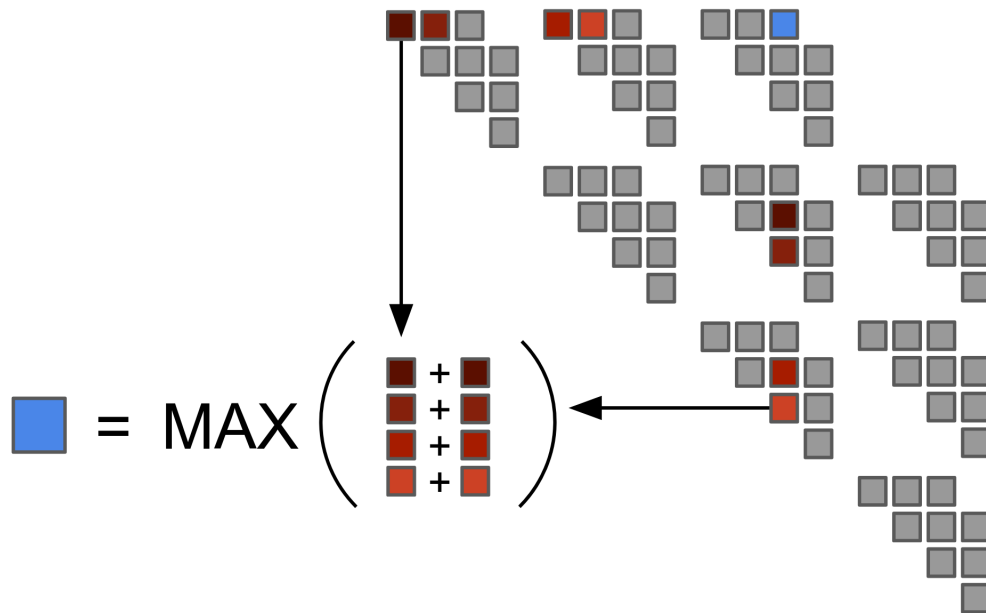 +
+
= MAX ( + )
+